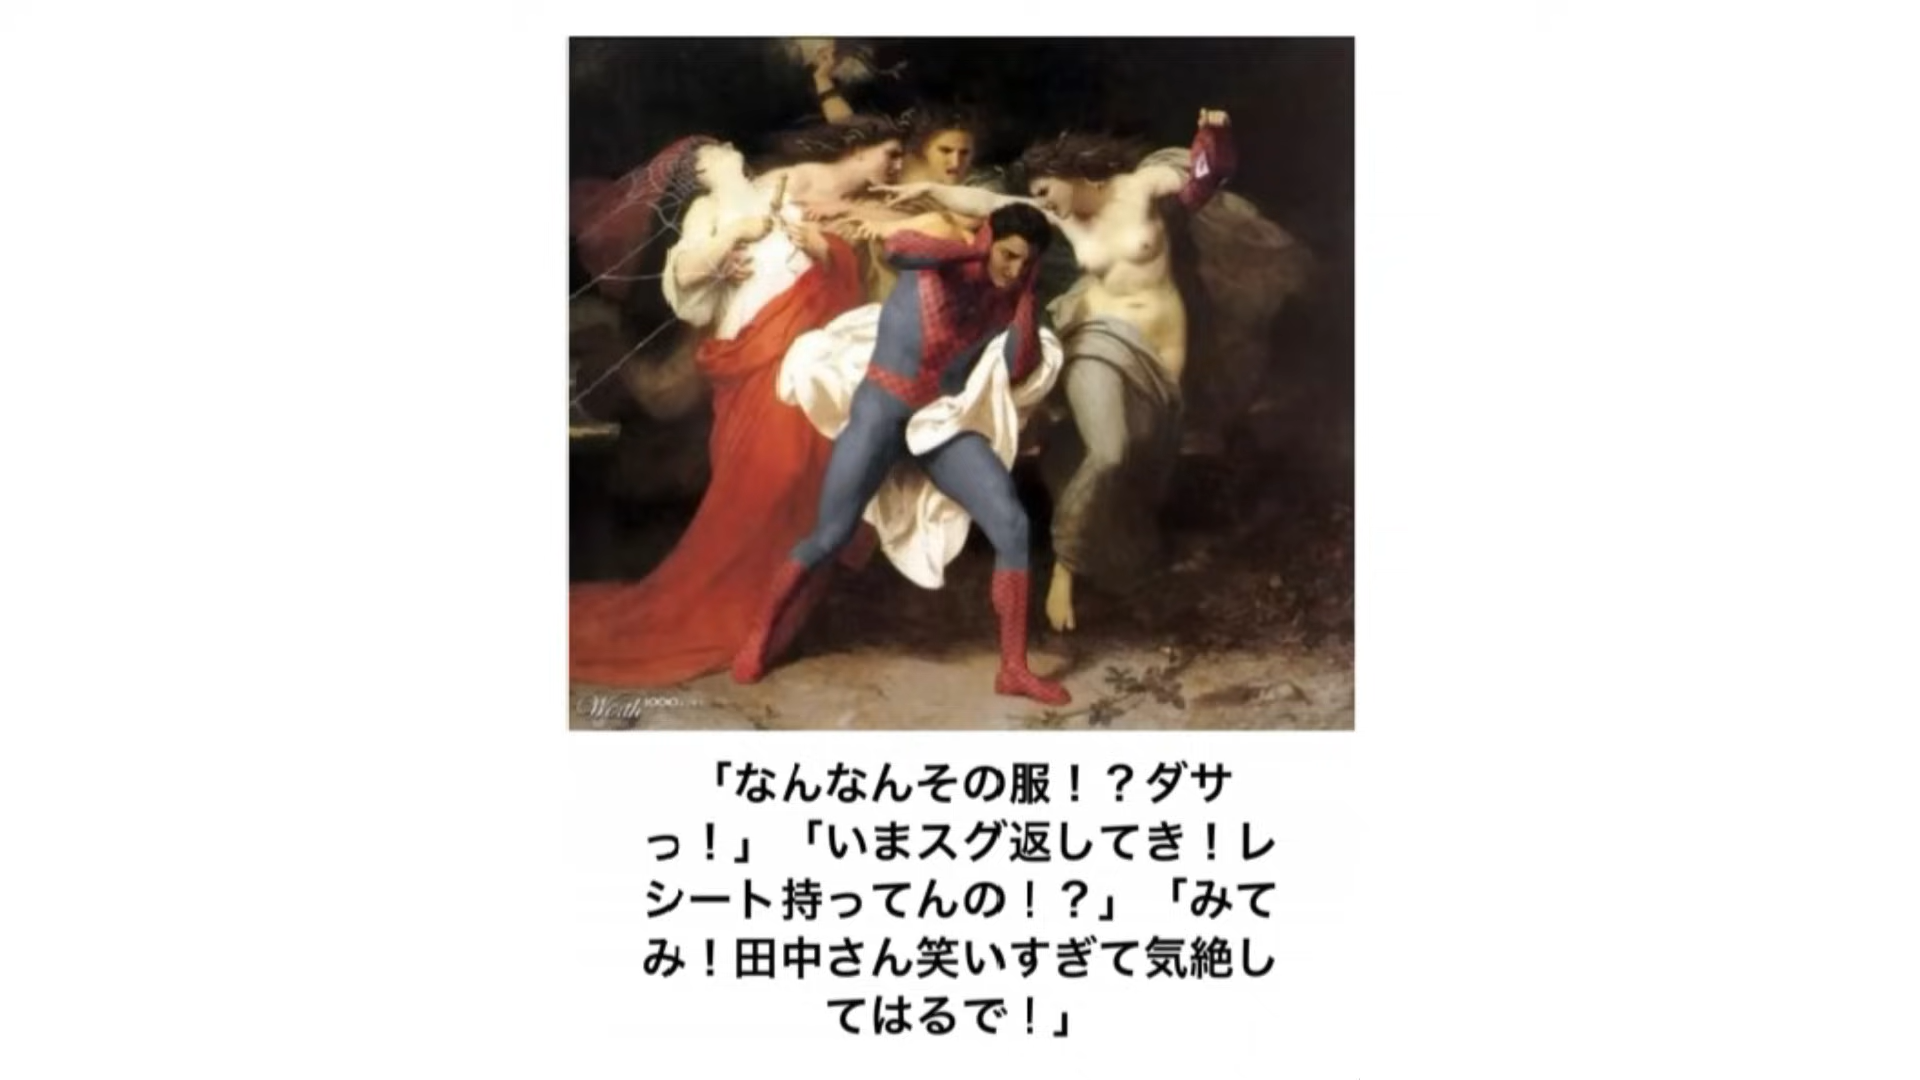 Worth1000
「なんなんその服！？ダサ
っ！」「いまスグ返してき！レ
シート持ってんの！？」「みて
み！田中さん笑いすぎて気絶し
てはるで！」